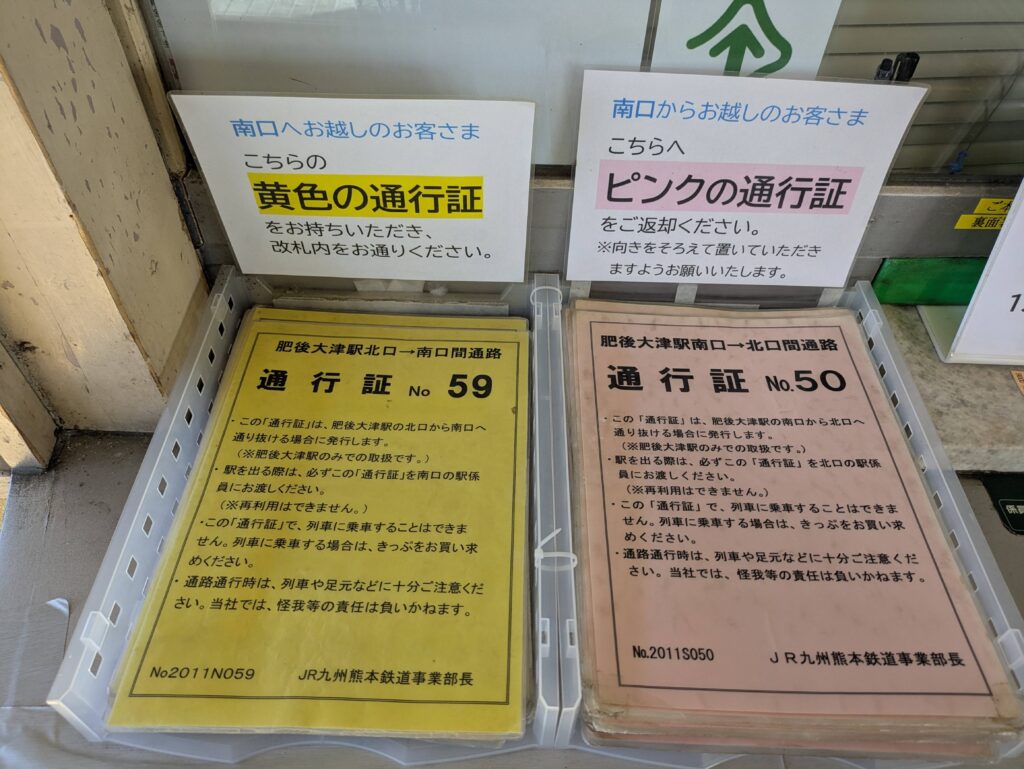 南口へお越しのお客さま
こちらの
黄色の通行証
をお持ちいただき、
改札内をお通りください。
南口からお越しのお客さま
こちらへ
ピンクの通行証
をご返却ください。
※向きをそろえて置いていただき
ますようお願いいたします。
肥後大津駅北口→南口間通路
通行証 No 59
・この「通行証」は、肥後大津駅の北口から南口へ
通り抜ける場合に発行します。
（※肥後大津駅のみでの取扱です。）
・駅を出る際は、必ずこの「通行証」を南口の駅係
員にお渡しください。
（※再利用はできません。）
・この「通行証」で、列車に乗車することはできま
せん。列車に乗車する場合は、きっぷをお買い求
めください。
・通路通行時は、列車や足元などに十分ご注意くだ
さい。当社では、怪我等の責任は負いかねます。
No2011N059 JR九州熊本鉄道事業部長
肥後大津駅南口→北口間通路
通行証 No.50
・この「通行証」は、肥後大津駅の南口から北口へ
通り抜ける場合に発行します。
（※肥後大津駅のみでの取扱です。）
・駅を出る際は、必ずこの「通行証」を北口の駅係
員にお渡しください。
（※再利用はできません。）
・この「通行証」で、列車に乗車することはできま
せん。列車に乗車する場合は、きっぷをお買い求
めください。
・通路通行時は、列車や足元などに十分ご注意くだ
さい。当社では、怪我等の責任は負いかねます。
No.2011S050 JR九州熊本鉄道事業部長
裏面
係員